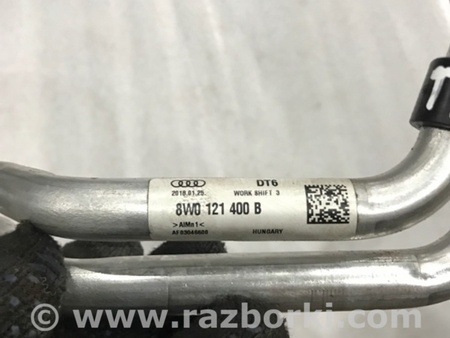 DT6
2018.01.25. WORK SHIFT 3
8W0 121 400 B
>AlMn1<
HUNGARY
© www.razborki.com